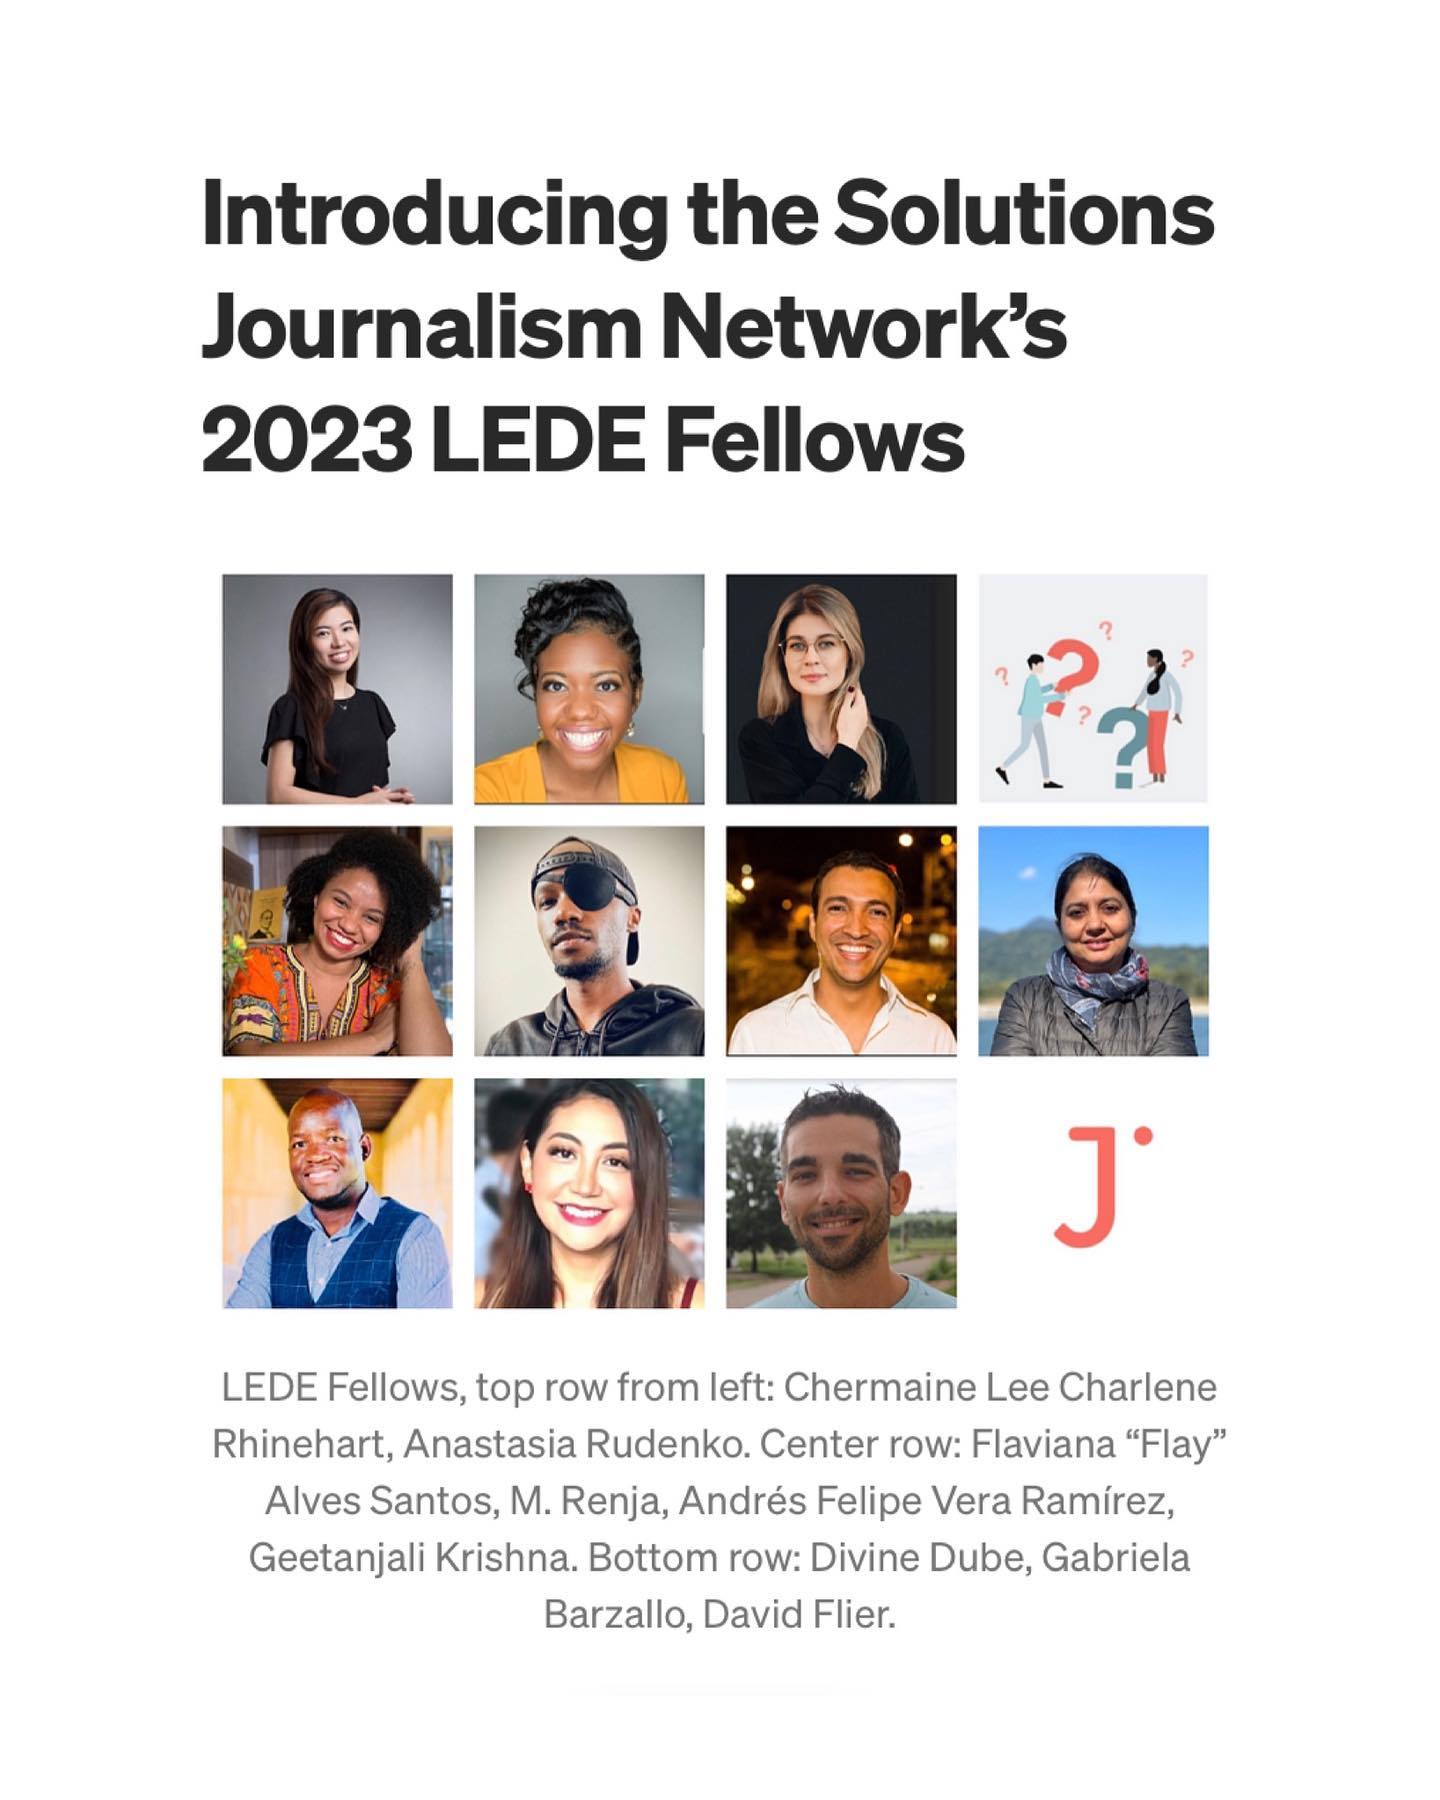 Introducing the Solutions
Journalism Network’s
2023 LEDE Fellows
? ? ? ? ? ?
J
LEDE Fellows, top row from left: Chermaine Lee Charlene
Rhinehart, Anastasia Rudenko. Center row: Flaviana “Flay”
Alves Santos, M. Renja, Andrés Felipe Vera Ramírez,
Geetanjali Krishna. Bottom row: Divine Dube, Gabriela
Barzallo, David Flier.